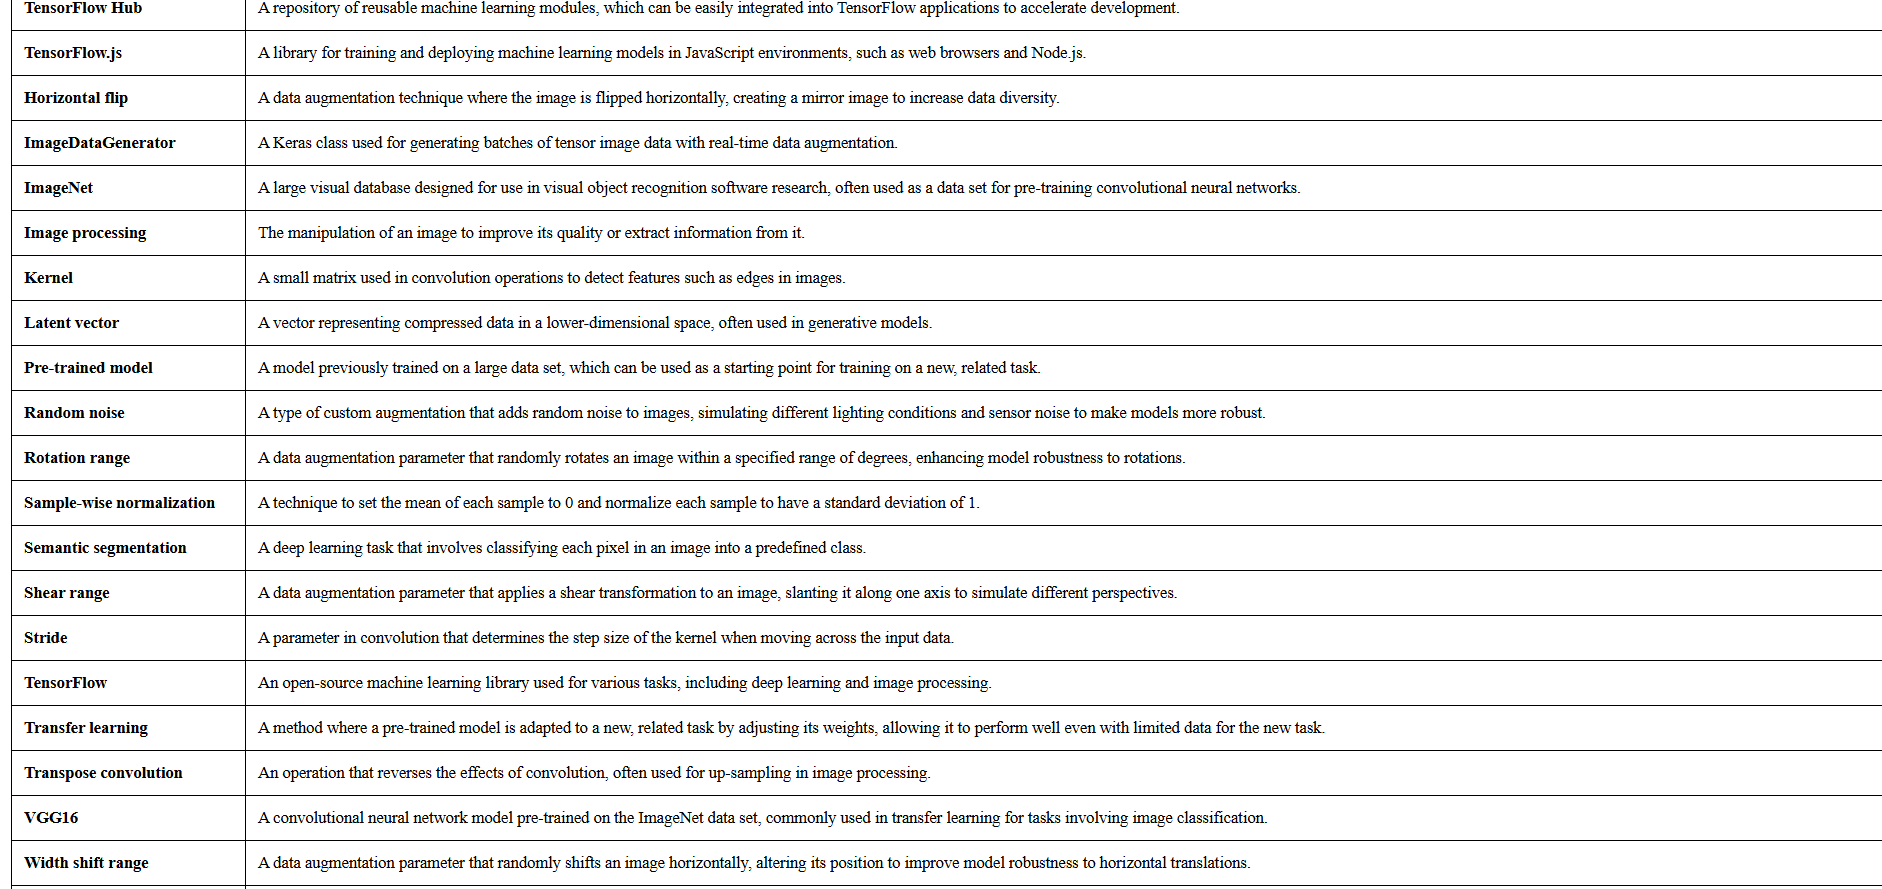 TensorFlow Hub A repository of reusable machine learning modules, which can be easily integrated into TensorFlow applications to accelerate development.
TensorFlow.js A library for training and deploying machine learning models in JavaScript environments, such as web browsers and Node.js.
Horizontal flip A data augmentation technique where the image is flipped horizontally, creating a mirror image to increase data diversity.
ImageDataGenerator A Keras class used for generating batches of tensor image data with real-time data augmentation.
ImageNet A large visual database designed for use in visual object recognition software research, often used as a data set for pre-training convolutional neural networks.
Image processing The manipulation of an image to improve its quality or extract information from it.
Kernel A small matrix used in convolution operations to detect features such as edges in images.
Latent vector A vector representing compressed data in a lower-dimensional space, often used in generative models.
Pre-trained model A model previously trained on a large data set, which can be used as a starting point for training on a new, related task.
Random noise A type of custom augmentation that adds random noise to images, simulating different lighting conditions and sensor noise to make models more robust.
Rotation range A data augmentation parameter that randomly rotates an image within a specified range of degrees, enhancing model robustness to rotations.
Sample-wise normalization A technique to set the mean of each sample to 0 and normalize each sample to have a standard deviation of 1.
Semantic segmentation A deep learning task that involves classifying each pixel in an image into a predefined class.
Shear range A data augmentation parameter that applies a shear transformation to an image, slanting it along one axis to simulate different perspectives.
Stride A parameter in convolution that determines the step size of the kernel when moving across the input data.
TensorFlow An open-source machine learning library used for various tasks, including deep learning and image processing.
Transfer learning A method where a pre-trained model is adapted to a new, related task by adjusting its weights, allowing it to perform well even with limited data for the new task.
Transpose convolution An operation that reverses the effects of convolution, often used for up-sampling in image processing.
VGG16 A convolutional neural network model pre-trained on the ImageNet data set, commonly used in transfer learning for tasks involving image classification.
Width shift range A data augmentation parameter that randomly shifts an image horizontally, altering its position to improve model robustness to horizontal translations.